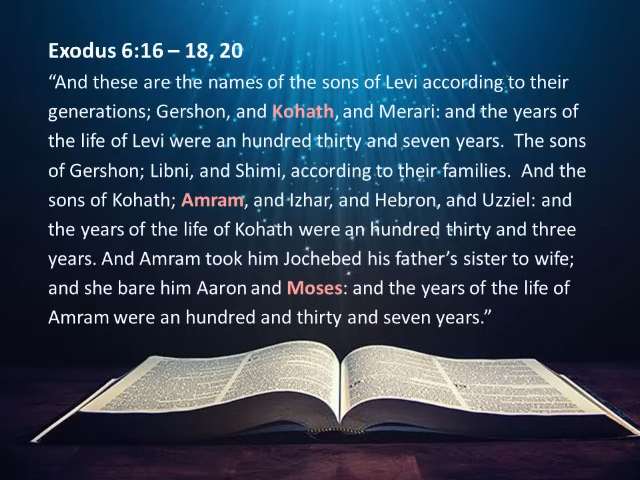 Exodus 6:16 – 18, 20
“And these are the names of the sons of Levi according to their
generations; Gershon, and Kohath, and Merari: and the years of
the life of Levi were an hundred thirty and seven years.  The sons
of Gershon; Libni, and Shimi, according to their families.  And the
sons of Kohath; Amram, and Izhar, and Hebron, and Uzziel: and
the years of the life of Kohath were an hundred thirty and three
years. And Amram took him Jochebed his father’s sister to wife;
and she bare him Aaron and Moses: and the years of the life of
Amram were an hundred and thirty and seven years.”